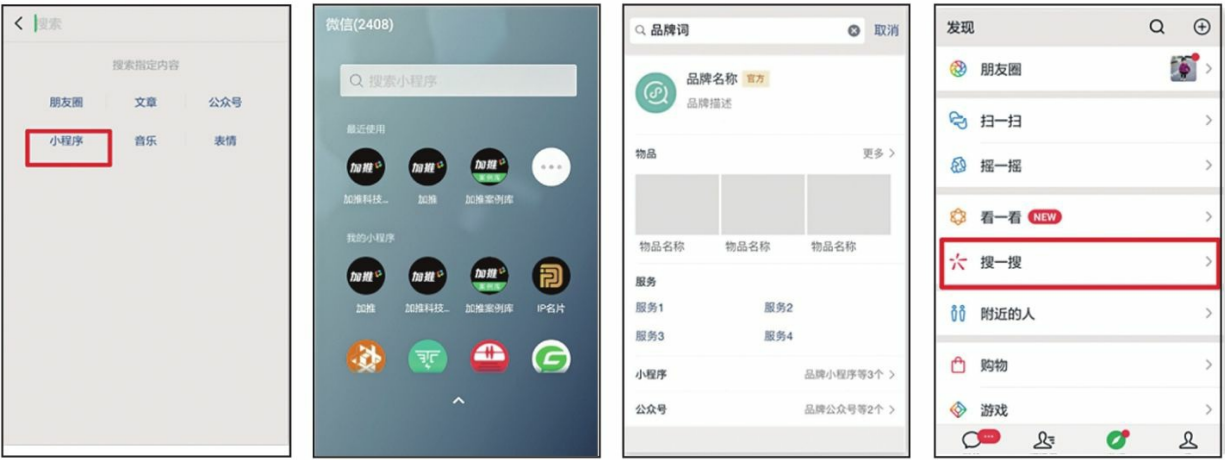 搜索
搜索指定内容
朋友圈 文章 公众号
小程序 音乐 表情
微信(2408)
搜索小程序
最近使用
加推 加推 加推 案例库
加推科技... 加推 加推案例库
我的小程序
加推 加推 加推 案例库
加推 加推科技... 加推案例库 IP名片
品牌词 取消
品牌名称 官方
品牌描述
物品 更多
物品名称 物品名称 物品名称
服务
服务1 服务2
服务3 服务4
小程序 品牌小程序等3个
公众号 品牌公众号等2个
发现
朋友圈
扫一扫
摇一摇
看一看 NEW
搜一搜
附近的人
购物
游戏